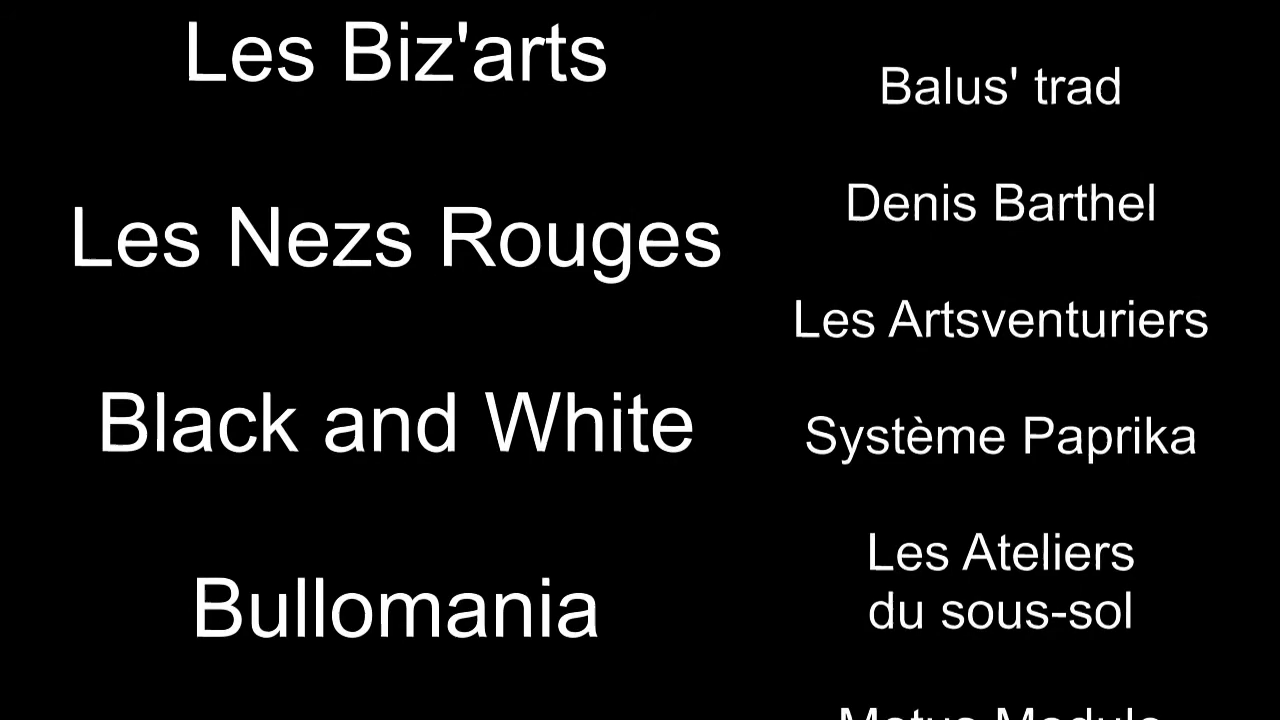 Les Biz'arts
Les Nezs Rouges
Black and White
Bullomania
Balus' trad
Denis Barthel
Les Artsventuriers
Système Paprika
Les Ateliers
du sous-sol